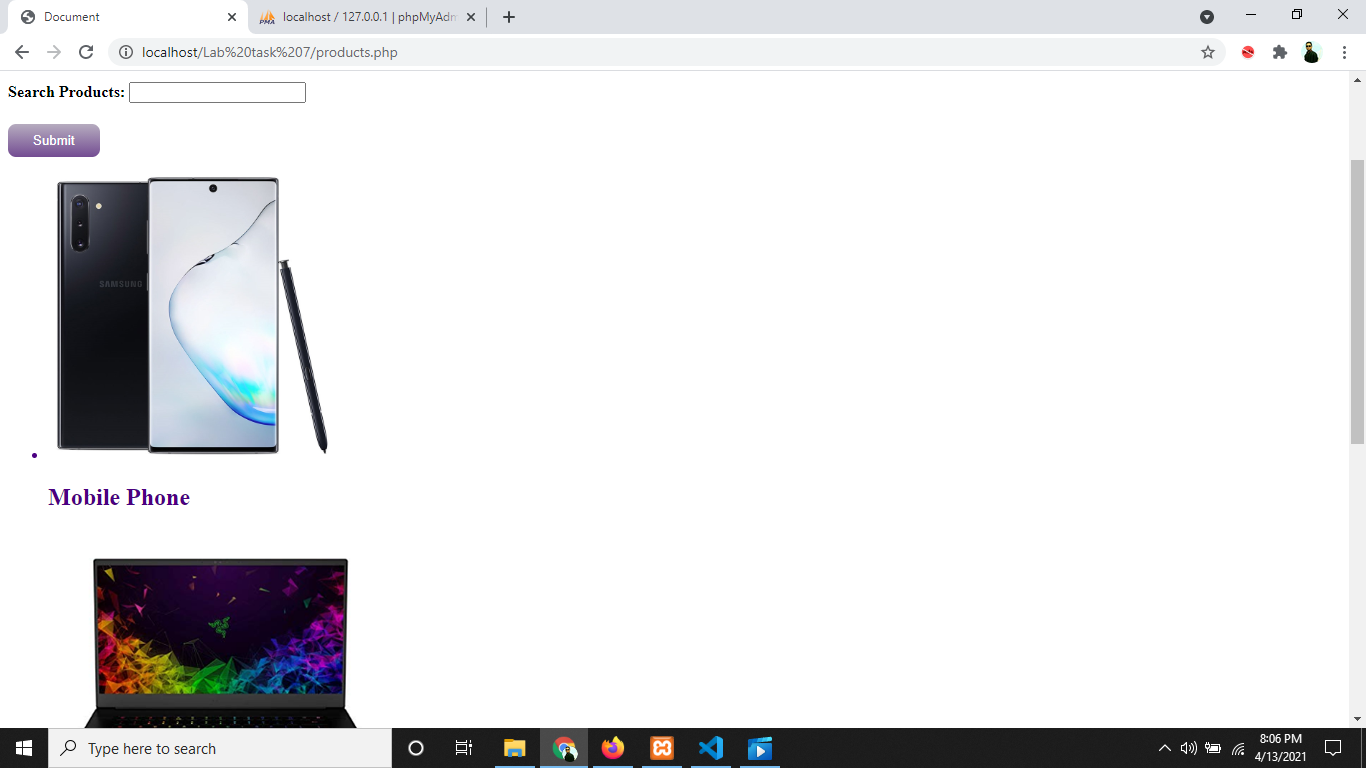 Document
localhost / 127.0.0.1 | phpMyAdm
localhost/Lab%20task%207/products.php
Search Products:
Submit
SAMSUNG
Mobile Phone
Type here to search
8:06 PM
4/13/2021